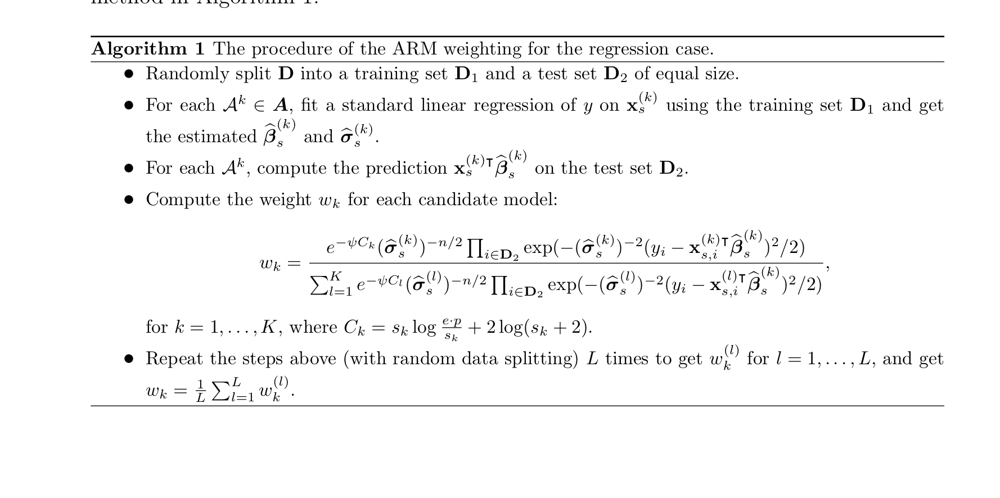 method in Algorithm 1.
Algorithm 1 The procedure of the ARM weighting for the regression case.
• Randomly split $\mathbf{D}$ into a training set $\mathbf{D}_1$ and a test set $\mathbf{D}_2$ of equal size.
• For each $\mathcal{A}^k \in \boldsymbol{A}$, fit a standard linear regression of $y$ on $\mathbf{x}_s^{(k)}$ using the training set $\mathbf{D}_1$ and get
the estimated $\widehat{\boldsymbol{\beta}}_s^{(k)}$ and $\widehat{\boldsymbol{\sigma}}_s^{(k)}$.
• For each $\mathcal{A}^k$, compute the prediction $\mathbf{x}_s^{(k)\intercal}\widehat{\boldsymbol{\beta}}_s^{(k)}$ on the test set $\mathbf{D}_2$.
• Compute the weight $w_k$ for each candidate model:
$w_k = \frac{e^{-\psi C_k}(\widehat{\boldsymbol{\sigma}}_s^{(k)})^{-n/2}\prod_{i\in\mathbf{D}_2}\exp(-(\widehat{\boldsymbol{\sigma}}_s^{(k)})^{-2}(y_i-\mathbf{x}_{s,i}^{(k)\intercal}\widehat{\boldsymbol{\beta}}_s^{(k)})^2/2)}{\sum_{l=1}^{K}e^{-\psi C_l}(\widehat{\boldsymbol{\sigma}}_s^{(l)})^{-n/2}\prod_{i\in\mathbf{D}_2}\exp(-(\widehat{\boldsymbol{\sigma}}_s^{(l)})^{-2}(y_i-\mathbf{x}_{s,i}^{(l)\intercal}\widehat{\boldsymbol{\beta}}_s^{(k)})^2/2)},$
for $k = 1, \ldots, K$, where $C_k = s_k \log \frac{e \cdot p}{s_k} + 2\log(s_k + 2)$.
• Repeat the steps above (with random data splitting) $L$ times to get $w_k^{(l)}$ for $l = 1, \ldots, L$, and get
$w_k = \frac{1}{L}\sum_{l=1}^{L} w_k^{(l)}$.